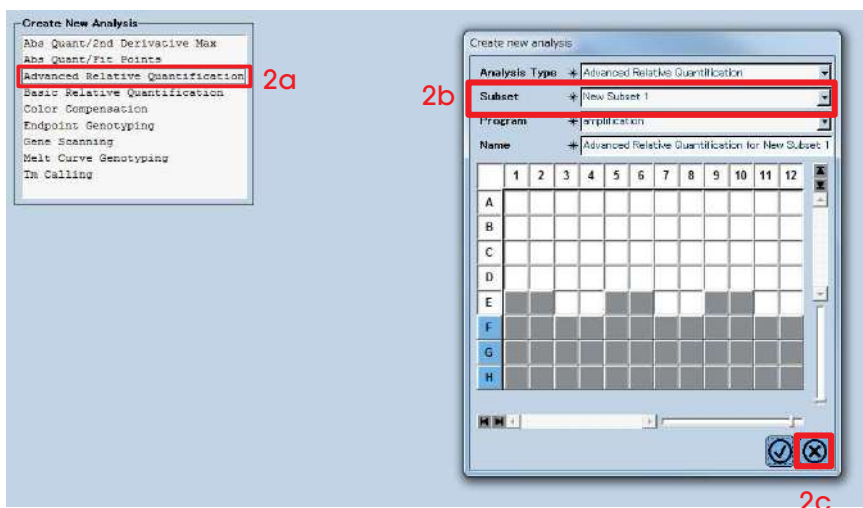 Create New Analysis
Abs Quant/2nd Derivative Max
Abs Quant/Fit Points
Advanced Relative Quantification
Basic Relative Quantification
Color Compensation
Endpoint Genotyping
Gene Scanning
Melt Curve Genotyping
Tm Calling
2a
Create new analysis
Analysis Type * Advanced Relative Quantification
2b
Subset * New Subset 1
Program * amplification
Name * Advanced Relative Quantification for New Subset 1
1 2 3 4 5 6 7 8 9 10 11 12
A
B
C
D
E
F
G
H
2c